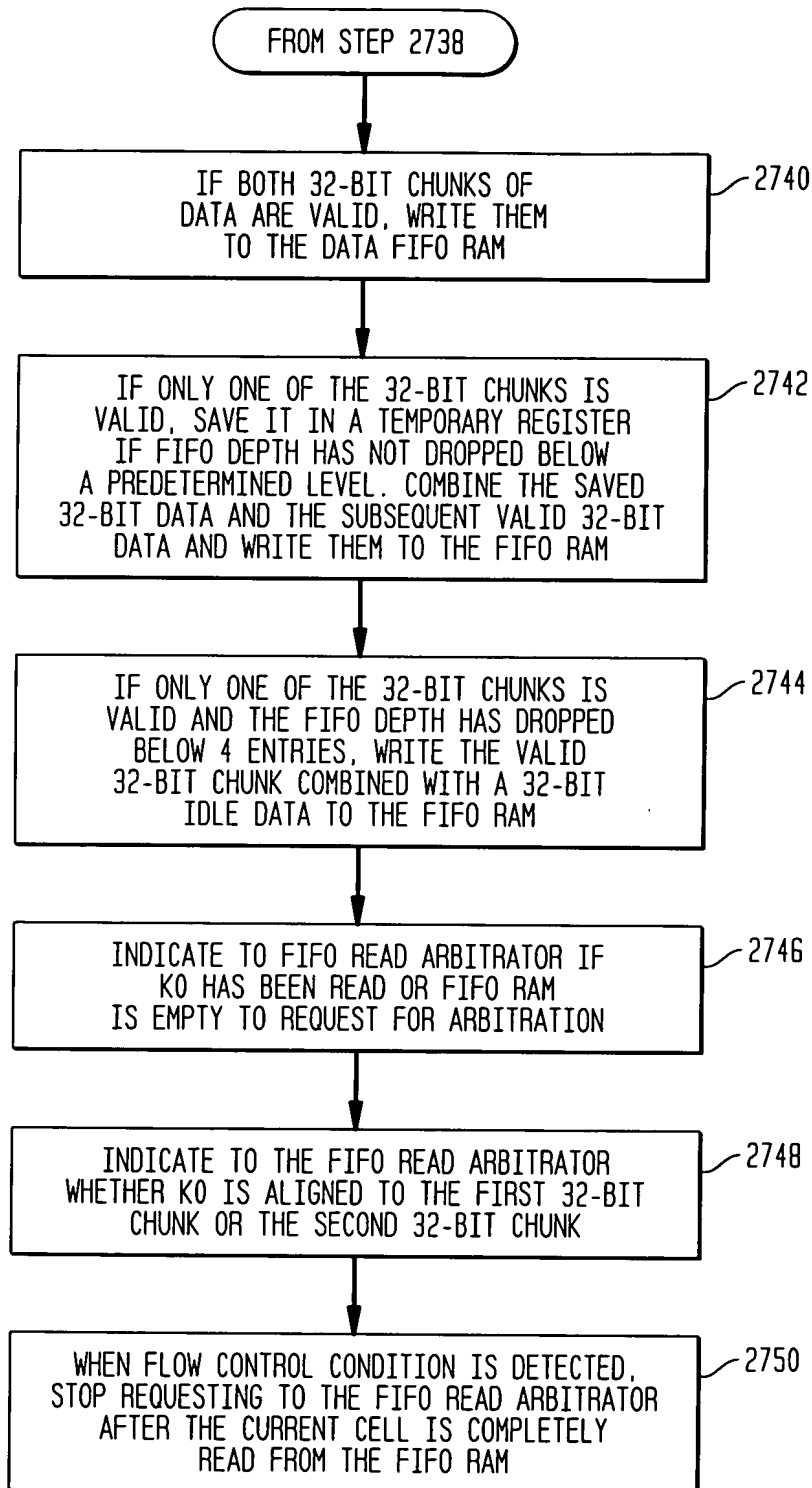 FROM STEP 2738
IF BOTH 32-BIT CHUNKS OF
DATA ARE VALID, WRITE THEM
TO THE DATA FIFO RAM
2740
IF ONLY ONE OF THE 32-BIT CHUNKS IS
VALID, SAVE IT IN A TEMPORARY REGISTER
IF FIFO DEPTH HAS NOT DROPPED BELOW
A PREDETERMINED LEVEL. COMBINE THE SAVED
32-BIT DATA AND THE SUBSEQUENT VALID 32-BIT
DATA AND WRITE THEM TO THE FIFO RAM
2742
IF ONLY ONE OF THE 32-BIT CHUNKS IS
VALID AND THE FIFO DEPTH HAS DROPPED
BELOW 4 ENTRIES, WRITE THE VALID
32-BIT CHUNK COMBINED WITH A 32-BIT
IDLE DATA TO THE FIFO RAM
2744
INDICATE TO FIFO READ ARBITRATOR IF
K0 HAS BEEN READ OR FIFO RAM
IS EMPTY TO REQUEST FOR ARBITRATION
2746
INDICATE TO THE FIFO READ ARBITRATOR
WHETHER K0 IS ALIGNED TO THE FIRST 32-BIT
CHUNK OR THE SECOND 32-BIT CHUNK
2748
WHEN FLOW CONTROL CONDITION IS DETECTED,
STOP REQUESTING TO THE FIFO READ ARBITRATOR
AFTER THE CURRENT CELL IS COMPLETELY
READ FROM THE FIFO RAM
2750